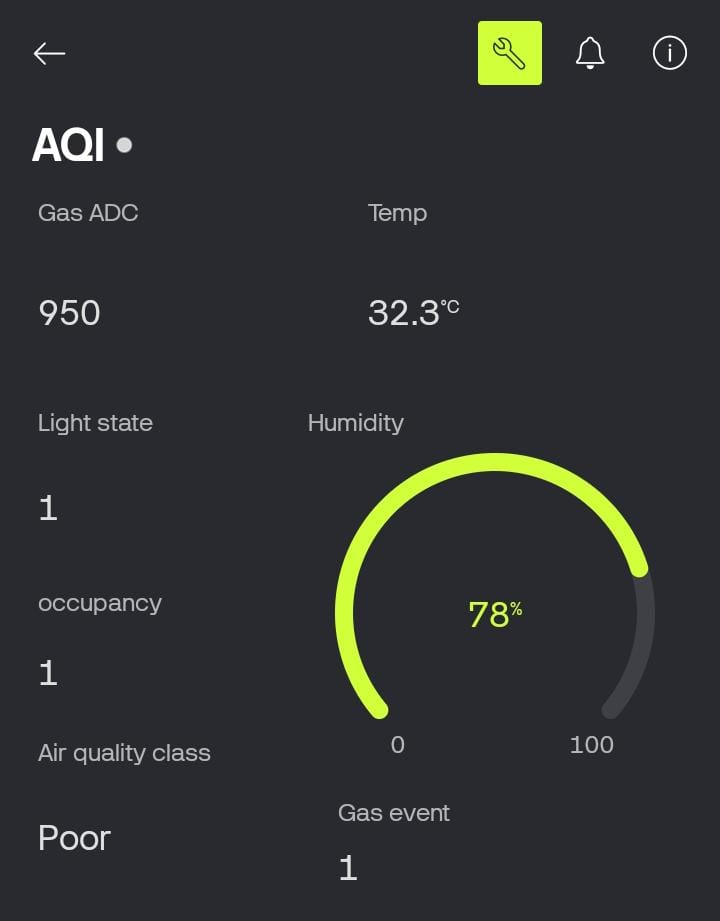 AQI
Gas ADC
Temp
950
32.3°C
Light state
Humidity
1
occupancy
78%
1
0
100
Air quality class
Gas event
Poor
1